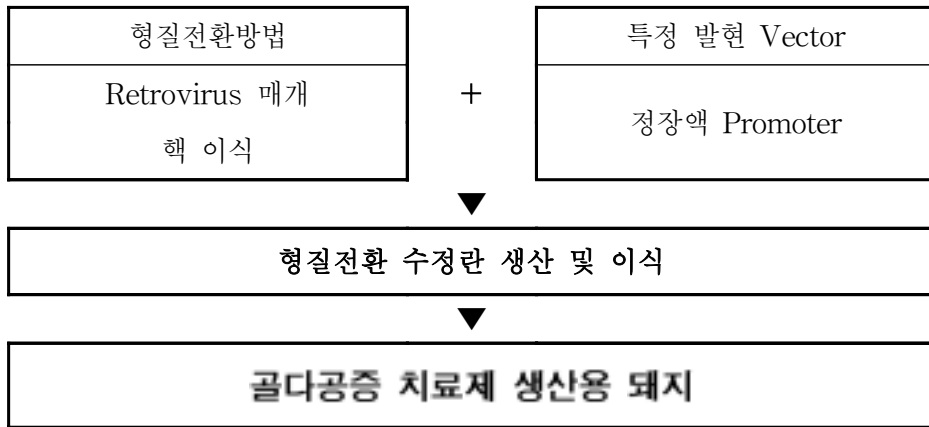 형질전환방법
Retrovirus 매개
핵 이식
+
특정 발현 Vector
정장액 Promoter
▼
형질전환 수정란 생산 및 이식
▼
골다공증 치료제 생산용 돼지